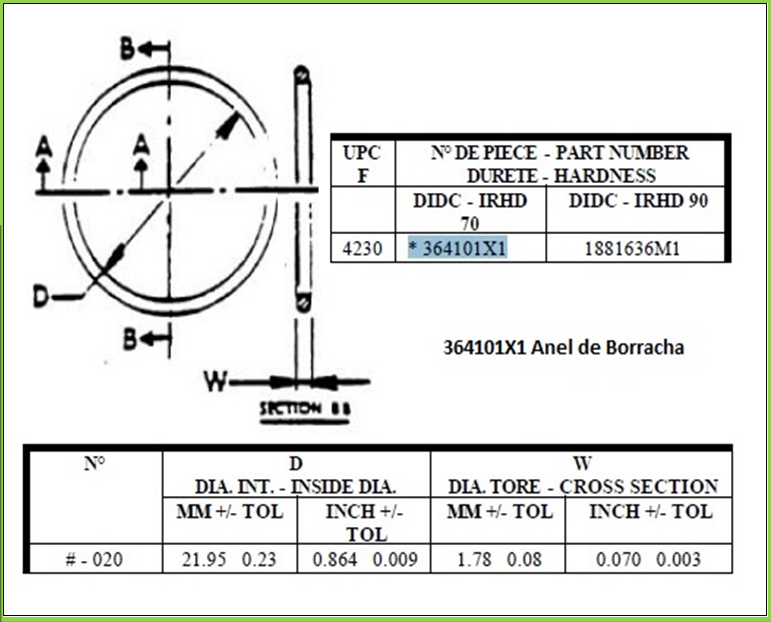 B
A A
D
B
W
SECTION B B
UPC F
N° DE PIECE - PART NUMBER
DURETE - HARDNESS
DIDC - IRHD 70
DIDC - IRHD 90
4230 * 364101X1 1881636M1
364101X1 Anel de Borracha
N° D W
DIA. INT. - INSIDE DIA. DIA. TORE - CROSS SECTION
MM +/- TOL INCH +/- TOL MM +/- TOL INCH +/- TOL
# - 020 21.95 0.23 0.864 0.009 1.78 0.08 0.070 0.003